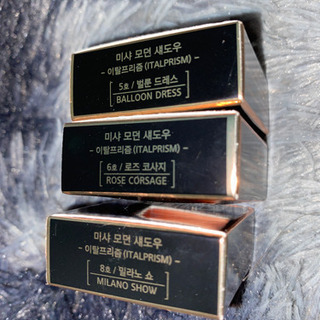 미샤 모던 섀도우
- 이탈프리즘 (ITALPRISM) -
5호 / 벌룬 드레스
BALLOON DRESS
미샤 모던 섀도우
- 이탈프리즘 (ITALPRISM) -
6호 / 로즈 코사지
ROSE CORSAGE
미샤 모던 섀도우
- 이탈프리즘 (ITALPRISM) -
8호 / 밀라노 쇼
MILANO SHOW